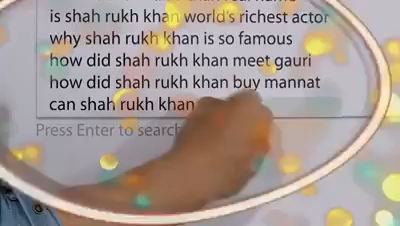 is shah rukh khan world's richest actor
why shah rukh khan is so famous
how did shah rukh khan meet gauri
how did shah rukh khan buy mannat
can shah rukh khan
Press Enter to search